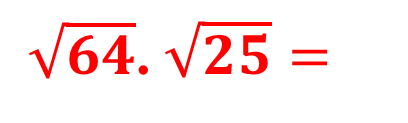 √64. √25 =